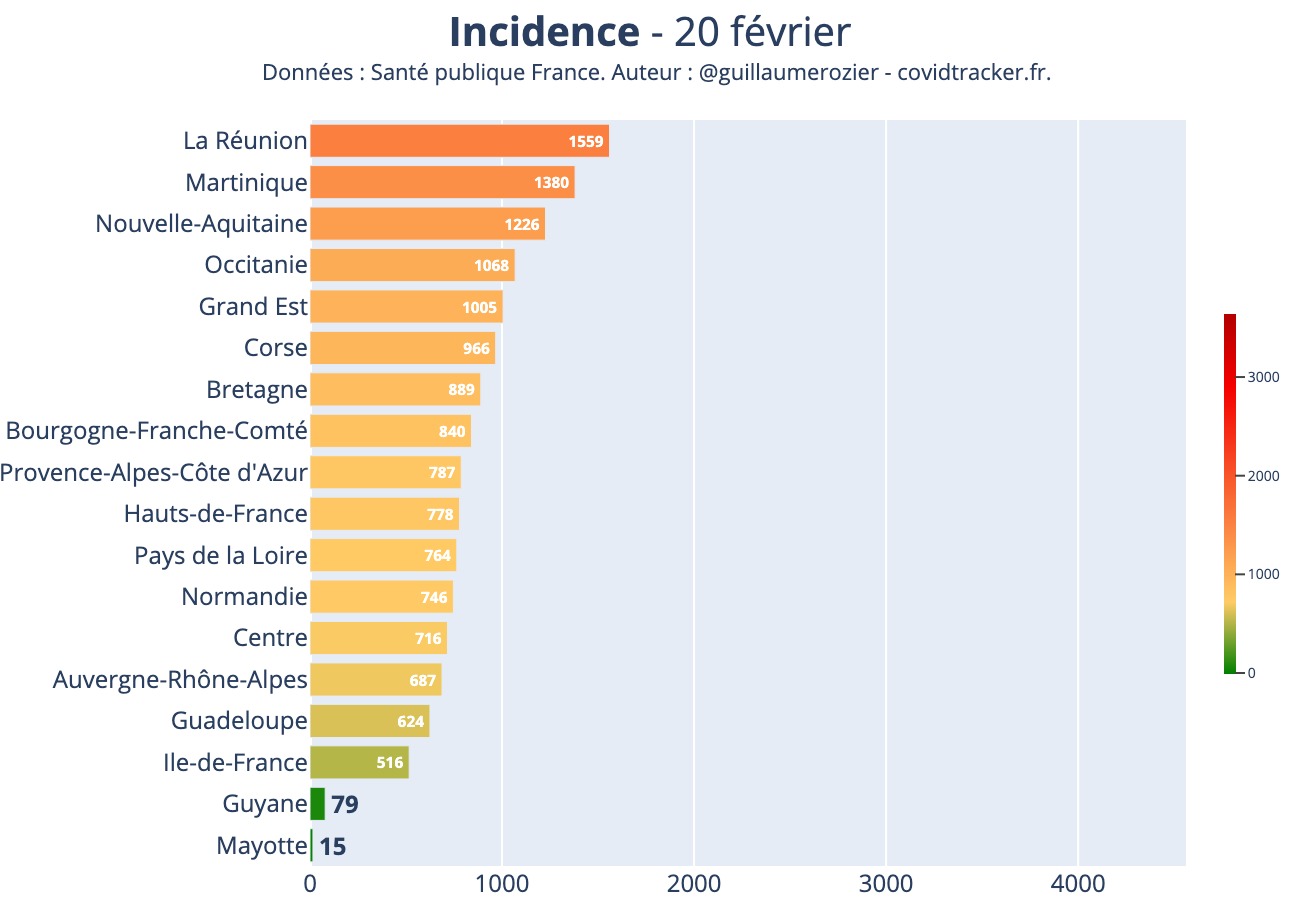 Incidence - 20 février
Données : Santé publique France. Auteur : @guillaumerozier - covidtracker.fr.
La Réunion 1559
Martinique 1380
Nouvelle-Aquitaine 1226
Occitanie 1068
Grand Est 1005
Corse 966
Bretagne 889
Bourgogne-Franche-Comté 840
Provence-Alpes-Côte d'Azur 787
Hauts-de-France 778
Pays de la Loire 764
Normandie 746
Centre 716
Auvergne-Rhône-Alpes 687
Guadeloupe 624
Ile-de-France 516
Guyane 79
Mayotte 15
0 1000 2000 3000 4000
3000
2000
1000
0